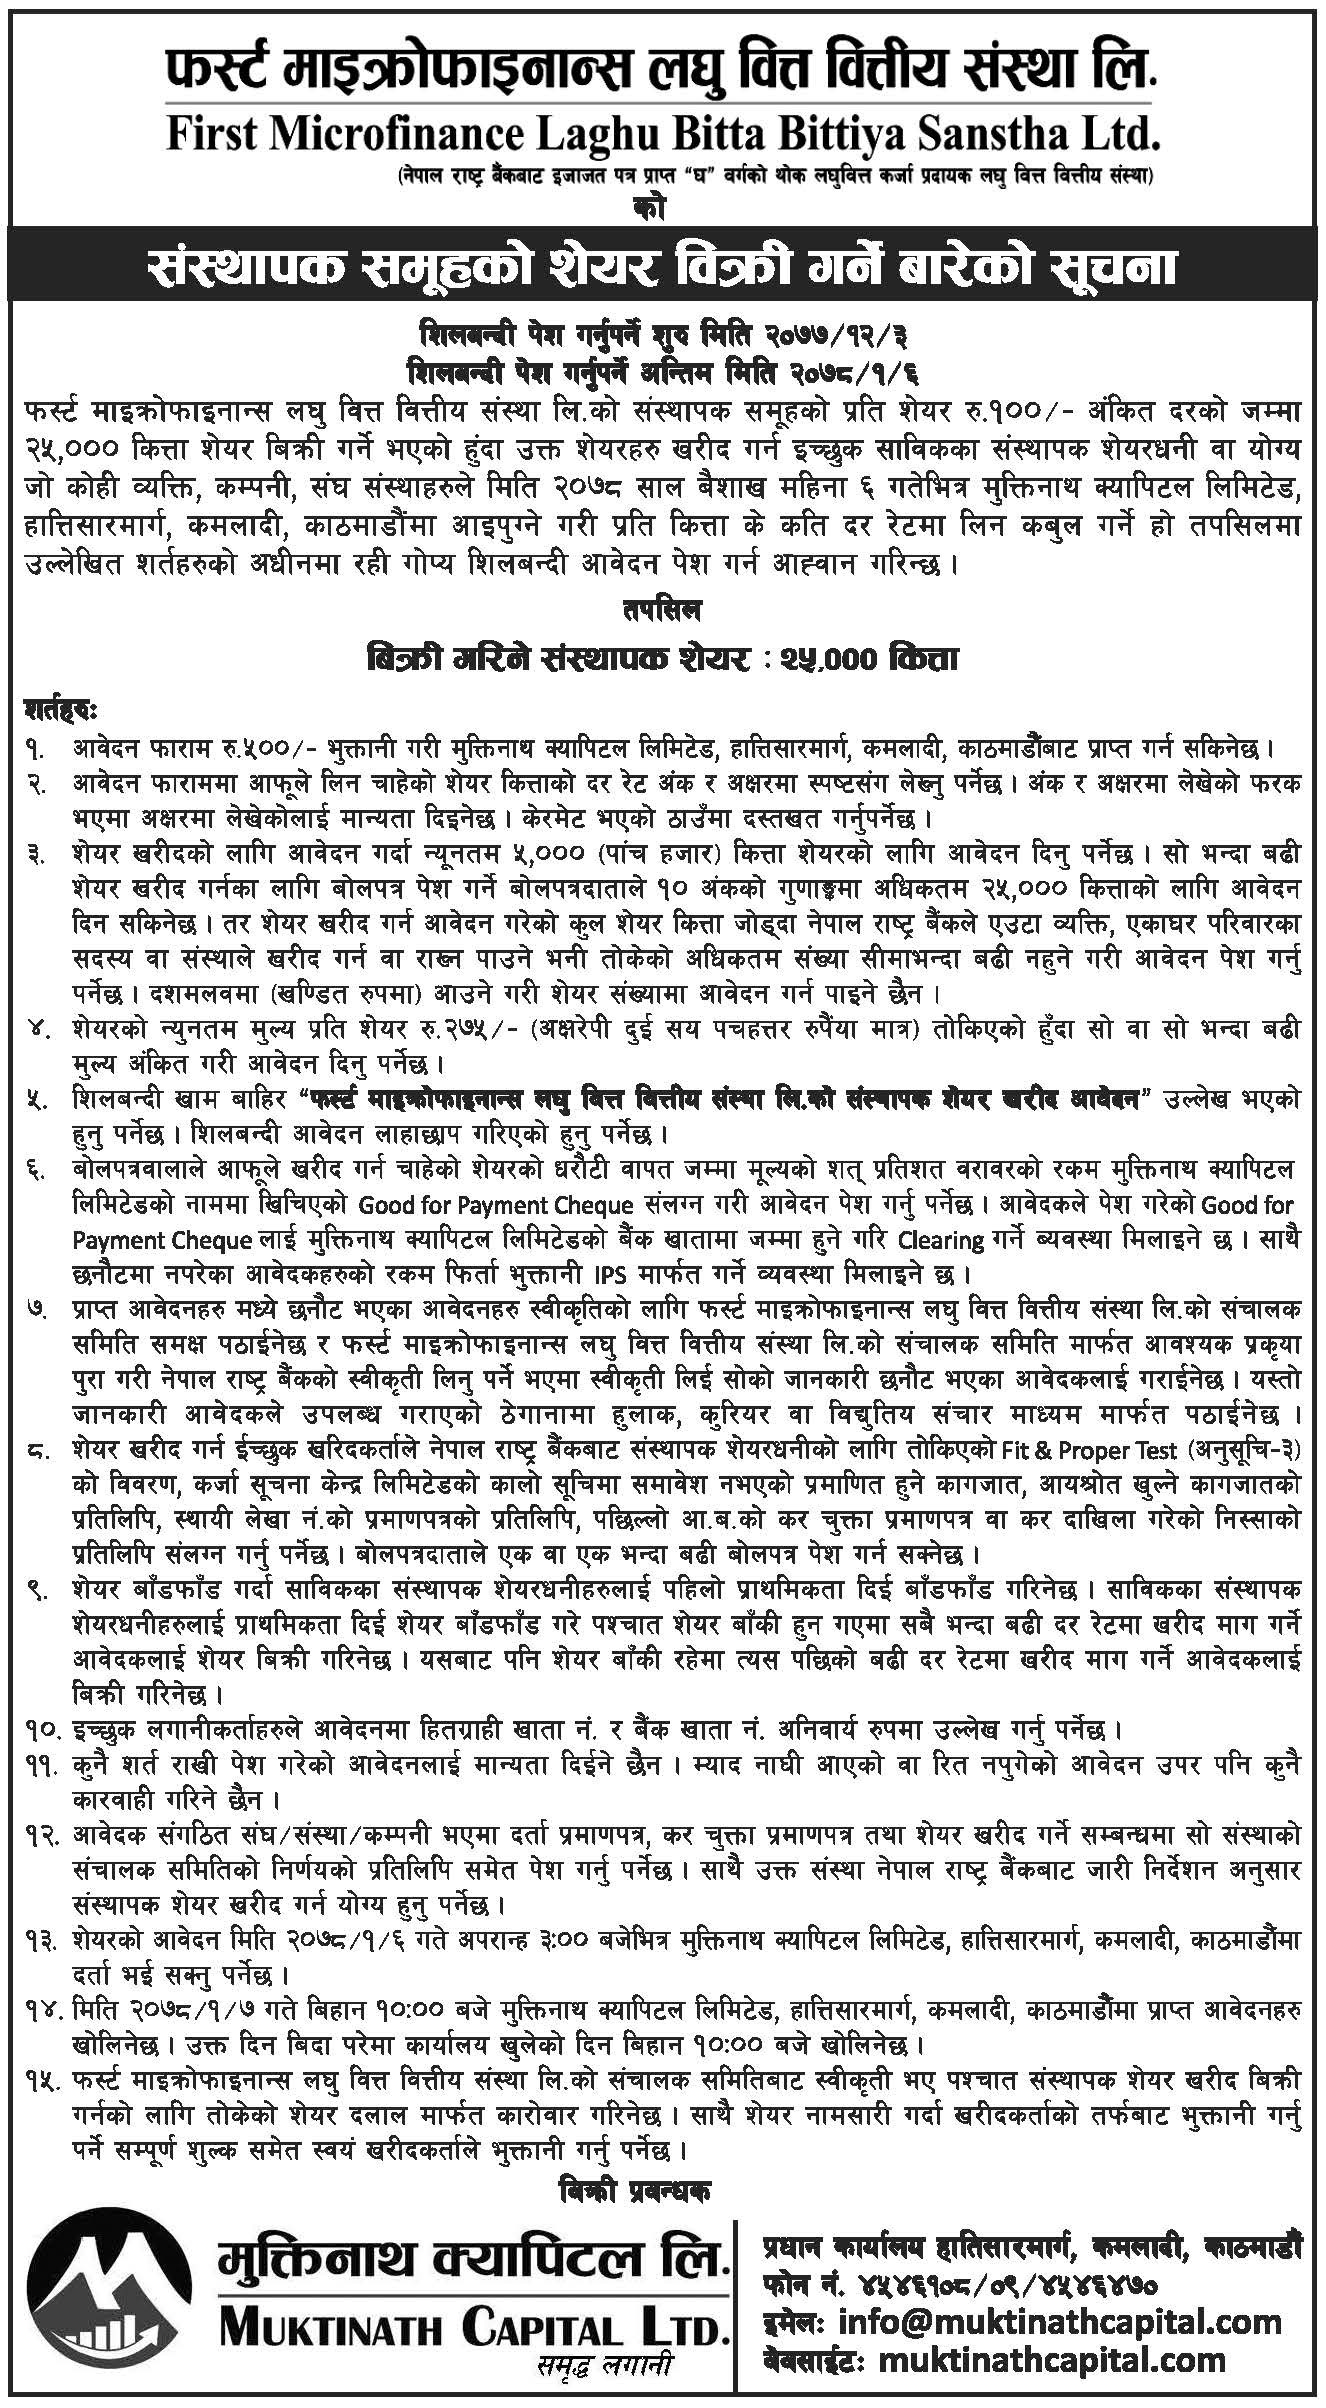 फर्स्ट माइक्रोफाइनान्स लघु वित्त वित्तीय संस्था लि.
First Microfinance Laghu Bitta Bittiya Sanstha Ltd.
(नेपाल राष्ट्र बैंकबाट इजाजत पत्र प्राप्त “घ” वर्गको थोक लघुवित्त कर्जा प्रदायक लघु वित्त वित्तीय संस्था)
को
संस्थापक समूहको शेयर विक्री गर्ने बारेको सूचना
शिलबन्दी पेश गर्नुपर्ने शुरु मिति २०७७/१२/३
शिलबन्दी पेश गर्नुपर्ने अन्तिम मिति २०७८/१/६
फर्स्ट माइक्रोफाइनान्स लघु वित्त वित्तीय संस्था लि.को संस्थापक समूहको प्रति शेयर रु.१००/- अंकित दरको जम्मा
२५,००० कित्ता शेयर बिक्री गर्ने भएको हुंदा उक्त शेयरहरु खरीद गर्न इच्छुक साविकका संस्थापक शेयरधनी वा योग्य
जो कोही व्यक्ति, कम्पनी, संघ संस्थाहरुले मिति २०७८ साल बैशाख महिना ६ गतेभित्र मुक्तिनाथ क्यापिटल लिमिटेड,
हात्तिसारमार्ग, कमलादी, काठमाडौंमा आइपुग्ने गरी प्रति कित्ता के कति दर रेटमा लिन कबुल गर्ने हो तपसिलमा
उल्लेखित शर्तहरुको अधीनमा रही गोप्य शिलबन्दी आवेदन पेश गर्न आह्वान गरिन्छ ।
तपसिल
बिक्री गरिने संस्थापक शेयर : २५,००० कित्ता
शर्तहरु:
१. आवेदन फाराम रु.५००/- भुक्तानी गरी मुक्तिनाथ क्यापिटल लिमिटेड, हात्तिसारमार्ग, कमलादी, काठमाडौंबाट प्राप्त गर्न सकिनेछ ।
२. आवेदन फाराममा आफूले लिन चाहेको शेयर कित्ताको दर रेट अंक र अक्षरमा स्पष्टसंग लेख्नु पर्नेछ । अंक र अक्षरमा लेखेको फरक
भएमा अक्षरमा लेखेकोलाई मान्यता दिइनेछ । केरमेट भएको ठाउँमा दस्तखत गर्नुपर्नेछ ।
३. शेयर खरीदको लागि आवेदन गर्दा न्यूनतम ५,००० (पांच हजार) कित्ता शेयरको लागि आवेदन दिनु पर्नेछ । सो भन्दा बढी
शेयर खरीद गर्नका लागि बोलपत्र पेश गर्ने बोलपत्रदाताले १० अंकको गुणाङ्कमा अधिकतम २५,००० कित्ताको लागि आवेदन
दिन सकिनेछ । तर शेयर खरीद गर्न आवेदन गरेको कुल शेयर कित्ता जोड्दा नेपाल राष्ट्र बैंकले एउटा व्यक्ति, एकाघर परिवारका
सदस्य वा संस्थाले खरीद गर्न वा राख्न पाउने भनी तोकेको अधिकतम संख्या सीमाभन्दा बढी नहुने गरी आवेदन पेश गर्नु
पर्नेछ । दशमलवमा (खण्डित रुपमा) आउने गरी शेयर संख्यामा आवेदन गर्न पाइने छैन ।
४. शेयरको न्युनतम मुल्य प्रति शेयर रु.२७५/- (अक्षरेपी दुई सय पचहत्तर रुपैंया मात्र) तोकिएको हुँदा सो वा सो भन्दा बढी
मुल्य अंकित गरी आवेदन दिनु पर्नेछ ।
५. शिलबन्दी खाम बाहिर “फर्स्ट माइक्रोफाइनान्स लघु वित्त वित्तीय संस्था लि.को संस्थापक शेयर खरीद आवेदन” उल्लेख भएको
हुनु पर्नेछ । शिलबन्दी आवेदन लाहाछाप गरिएको हुनु पर्नेछ ।
६. बोलपत्रवालाले आफूले खरीद गर्न चाहेको शेयरको धरौटी वापत जम्मा मूल्यको शत् प्रतिशत वरावरको रकम मुक्तिनाथ क्यापिटल
लिमिटेडको नाममा खिचिएको Good for Payment Cheque संलग्न गरी आवेदन पेश गर्नु पर्नेछ । आवेदकले पेश गरेको Good for
Payment Cheque लाई मुक्तिनाथ क्यापिटल लिमिटेडको बैंक खातामा जम्मा हुने गरि Clearing गर्ने ब्यवस्था मिलाइने छ । साथै
छनौटमा नपरेका आवेदकहरुको रकम फिर्ता भुक्तानी IPS मार्फत गर्ने व्यवस्था मिलाइने छ ।
७. प्राप्त आवेदनहरु मध्ये छनौट भएका आवेदनहरु स्वीकृतिको लागि फर्स्ट माइक्रोफाइनान्स लघु वित्त वित्तीय संस्था लि.को संचालक
समिति समक्ष पठाईनेछ र फर्स्ट माइक्रोफाइनान्स लघु वित्त वित्तीय संस्था लि.को संचालक समिति मार्फत आवश्यक प्रकृया
पुरा गरी नेपाल राष्ट्र बैंकको स्वीकृती लिनु पर्ने भएमा स्वीकृती लिई सोको जानकारी छनौट भएका आवेदकलाई गराईनेछ । यस्तो
जानकारी आवेदकले उपलब्ध गराएको ठेगानामा हुलाक, कुरियर वा विद्युतिय संचार माध्यम मार्फत पठाईनेछ ।
८. शेयर खरीद गर्न ईच्छुक खरिदकर्ताले नेपाल राष्ट्र बैंकबाट संस्थापक शेयरधनीको लागि तोकिएको Fit & Proper Test (अनुसूचि-३)
को विवरण, कर्जा सूचना केन्द्र लिमिटेडको कालो सूचिमा समावेश नभएको प्रमाणित हुने कागजात, आयश्रोत खुल्ने कागजातको
प्रतिलिपि, स्थायी लेखा नं.को प्रमाणपत्रको प्रतिलिपि, पछिल्लो आ.ब.को कर चुक्ता प्रमाणपत्र वा कर दाखिला गरेको निस्साको
प्रतिलिपि संलग्न गर्नु पर्नेछ । बोलपत्रदाताले एक वा एक भन्दा बढी बोलपत्र पेश गर्न सक्नेछ ।
९. शेयर बाँडफाँड गर्दा साविकका संस्थापक शेयरधनीहरुलाई पहिलो प्राथमिकता दिई बाँडफाँड गरिनेछ । साविकका संस्थापक
शेयरधनीहरुलाई प्राथमिकता दिई शेयर बाँडफाँड गरे पश्चात शेयर बाँकी हुन गएमा सबै भन्दा बढी दर रेटमा खरीद माग गर्ने
आवेदकलाई शेयर बिक्री गरिनेछ । यसबाट पनि शेयर बाँकी रहेमा त्यस पछिको बढी दर रेटमा खरीद माग गर्ने आवेदकलाई
बिक्री गरिनेछ ।
१०. इच्छुक लगानीकर्ताहरुले आवेदनमा हितग्राही खाता नं. र बैंक खाता नं. अनिवार्य रुपमा उल्लेख गर्नु पर्नेछ ।
११. कुनै शर्त राखी पेश गरेको आवेदनलाई मान्यता दिईने छैन । म्याद नाघी आएको वा रित नपुगेको आवेदन उपर पनि कुनै
कारवाही गरिने छैन ।
१२. आवेदक संगठित संघ/संस्था/कम्पनी भएमा दर्ता प्रमाणपत्र, कर चुक्ता प्रमाणपत्र तथा शेयर खरीद गर्ने सम्बन्धमा सो संस्थाको
संचालक समितिको निर्णयको प्रतिलिपि समेत पेश गर्नु पर्नेछ । साथै उक्त संस्था नेपाल राष्ट्र बैंकबाट जारी निर्देशन अनुसार
संस्थापक शेयर खरीद गर्न योग्य हुनु पर्नेछ ।
१३. शेयरको आवेदन मिति २०७८/१/६ गते अपरान्ह ३:०० बजेभित्र मुक्तिनाथ क्यापिटल लिमिटेड, हात्तिसारमार्ग, कमलादी, काठमाडौंमा
दर्ता भई सक्नु पर्नेछ ।
१४. मिति २०७८/१/७ गते बिहान १०:०० बजे मुक्तिनाथ क्यापिटल लिमिटेड, हात्तिसारमार्ग, कमलादी, काठमाडौंमा प्राप्त आवेदनहरु
खोलिनेछ । उक्त दिन बिदा परेमा कार्यालय खुलेको दिन बिहान १०:०० बजे खोलिनेछ ।
१५. फर्स्ट माइक्रोफाइनान्स लघु वित्त वित्तीय संस्था लि.को संचालक समितिबाट स्वीकृती भए पश्चात संस्थापक शेयर खरीद बिक्री
गर्नको लागि तोकेको शेयर दलाल मार्फत कारोवार गरिनेछ । साथै शेयर नामसारी गर्दा खरीदकर्ताको तर्फबाट भुक्तानी गर्नु
पर्ने सम्पूर्ण शुल्क समेत स्वयं खरीदकर्ताले भुक्तानी गर्नु पर्नेछ ।
बिक्री प्रवन्धक
मुक्तिनाथ क्यापिटल लि.
MUKTINATH CAPITAL LTD.
समृद्ध लगानी
प्रधान कार्यालय हात्तिसारमार्ग, कमलादी, काठमाडौं
फोन नं. ४५४६१०८/०९/४५४६४७०
इमेल: info@muktinathcapital.com
वेवसाईट: muktinathcapital.com